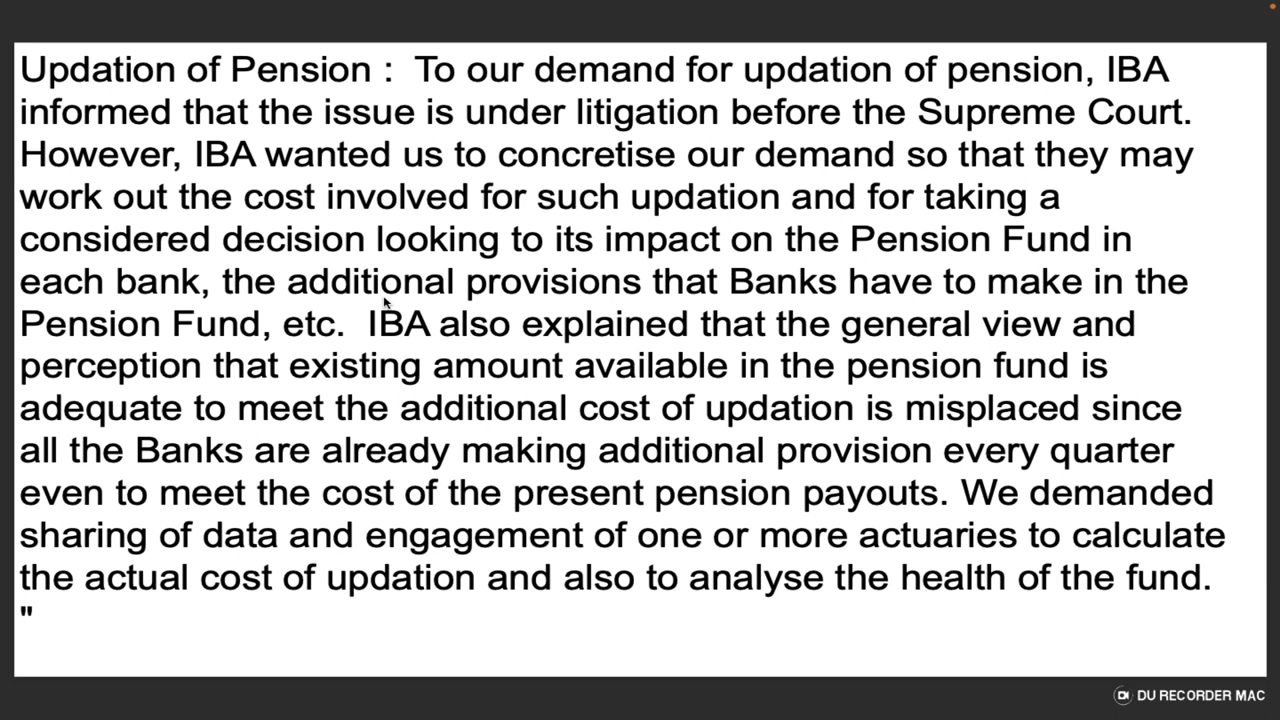 Updation of Pension :  To our demand for updation of pension, IBA
informed that the issue is under litigation before the Supreme Court.
However, IBA wanted us to concretise our demand so that they may
work out the cost involved for such updation and for taking a
considered decision looking to its impact on the Pension Fund in
each bank, the additional provisions that Banks have to make in the
Pension Fund, etc.  IBA also explained that the general view and
perception that existing amount available in the pension fund is
adequate to meet the additional cost of updation is misplaced since
all the Banks are already making additional provision every quarter
even to meet the cost of the present pension payouts. We demanded
sharing of data and engagement of one or more actuaries to calculate
the actual cost of updation and also to analyse the health of the fund.
"
DU RECORDER MAC